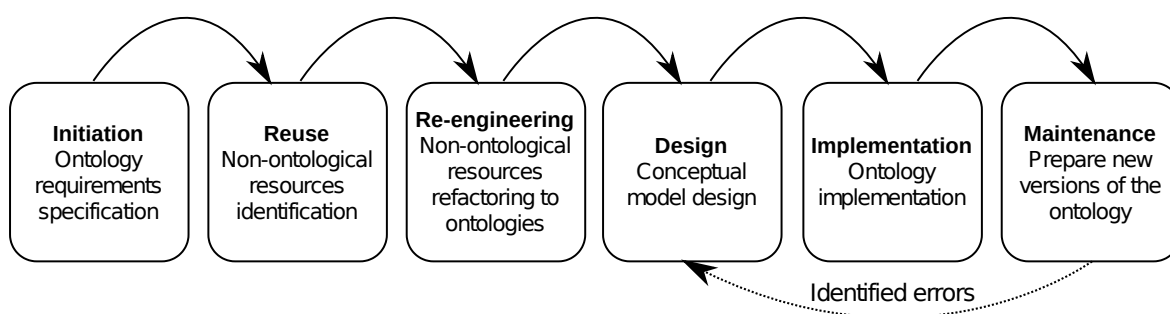 Initiation
Ontology
requirements
specification
Reuse
Non-ontological
resources
identification
Re-engineering
Non-ontological
resources
refactoring to
ontologies
Design
Conceptual
model design
Implementation
Ontology
implementation
Maintenance
Prepare new
versions of the
ontology
Identified errors